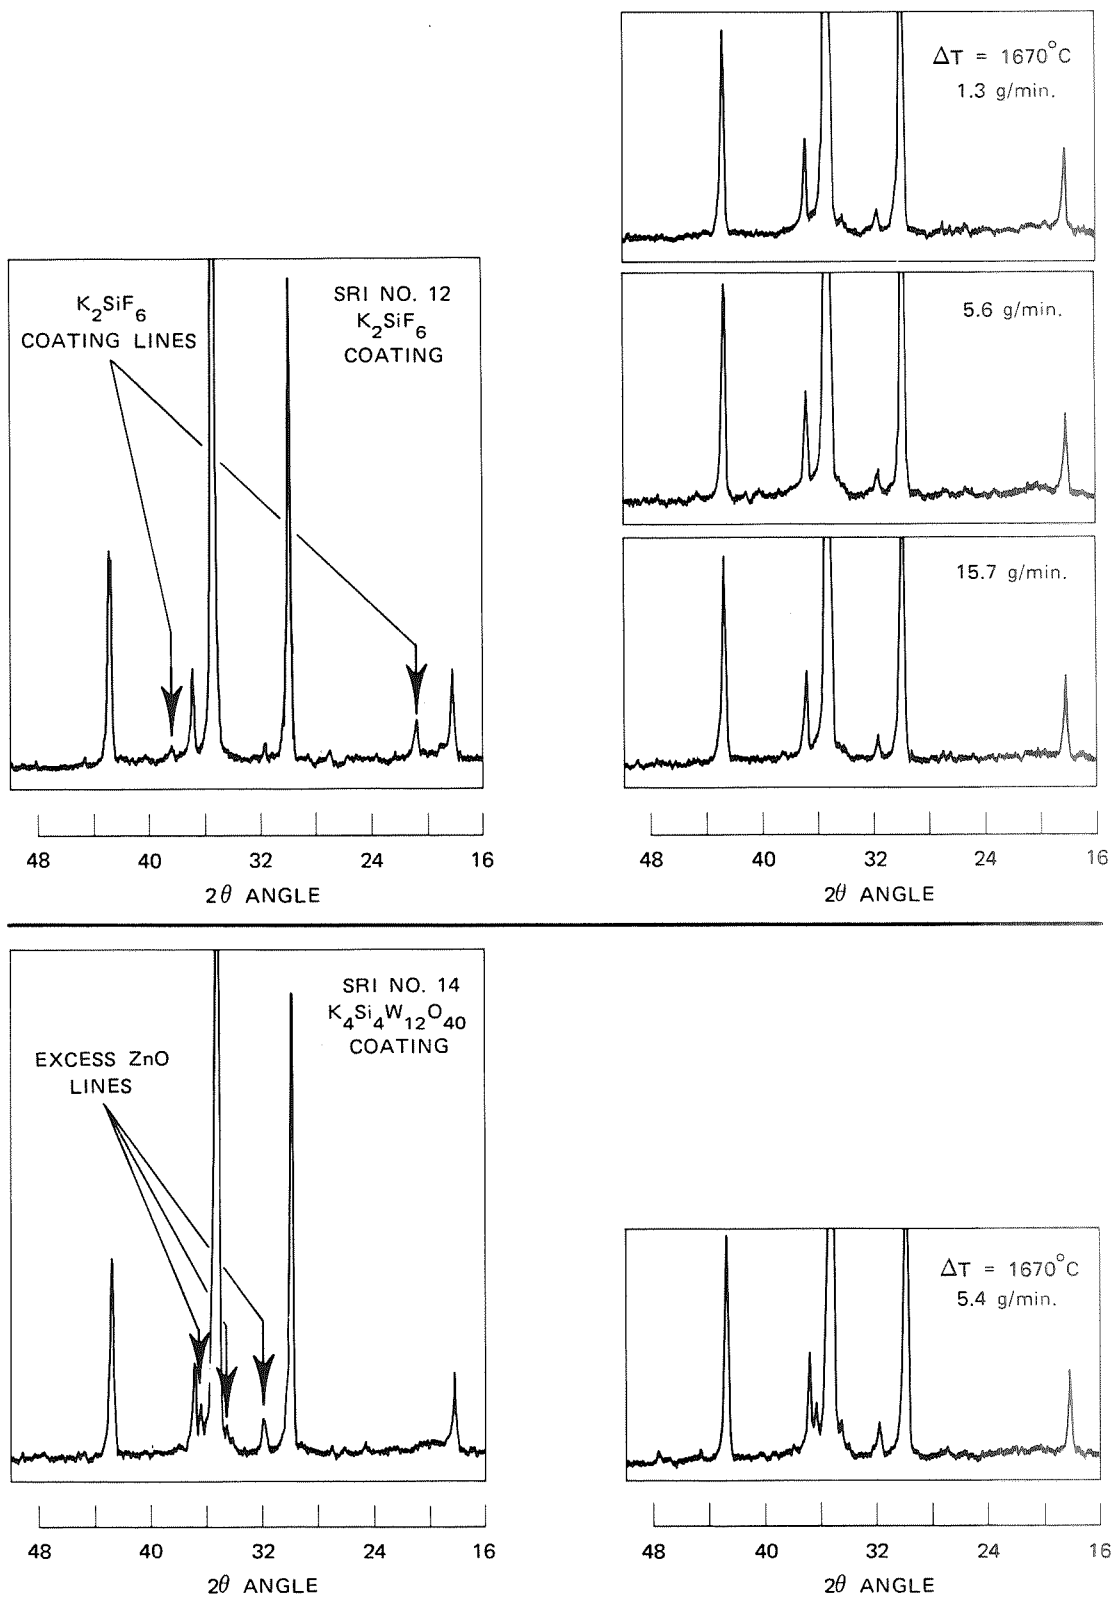 K2SiF6
COATING LINES
SRI NO. 12
K2SiF6
COATING
48 40 32 24 16
2θ ANGLE
ΔT = 1670°C
1.3 g/min.
5.6 g/min.
15.7 g/min.
48 40 32 24 16
2θ ANGLE
EXCESS ZnO
LINES
SRI NO. 14
K4Si4W12O40
COATING
48 40 32 24 16
2θ ANGLE
ΔT = 1670°C
5.4 g/min.
48 40 32 24 16
2θ ANGLE